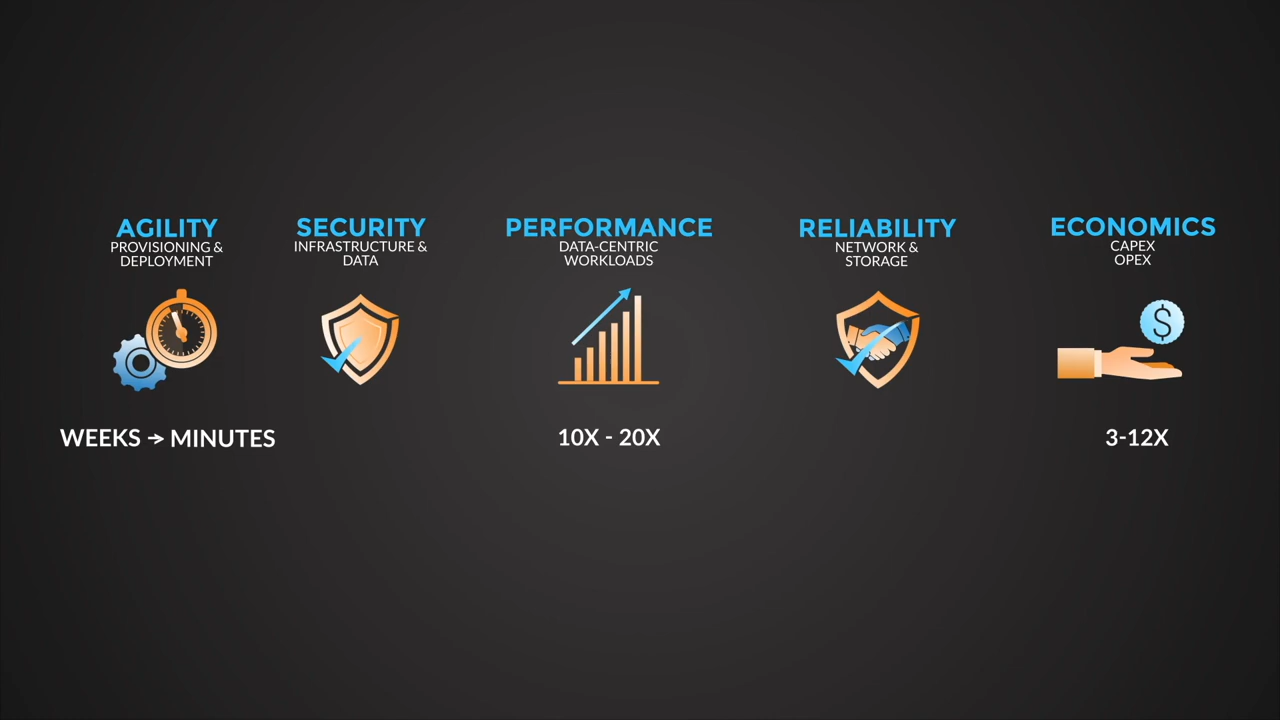 AGILITY
PROVISIONING &
DEPLOYMENT
WEEKS → MINUTES
SECURITY
INFRASTRUCTURE &
DATA
PERFORMANCE
DATA-CENTRIC
WORKLOADS
10X - 20X
RELIABILITY
NETWORK &
STORAGE
ECONOMICS
CAPEX
OPEX
$
3-12X